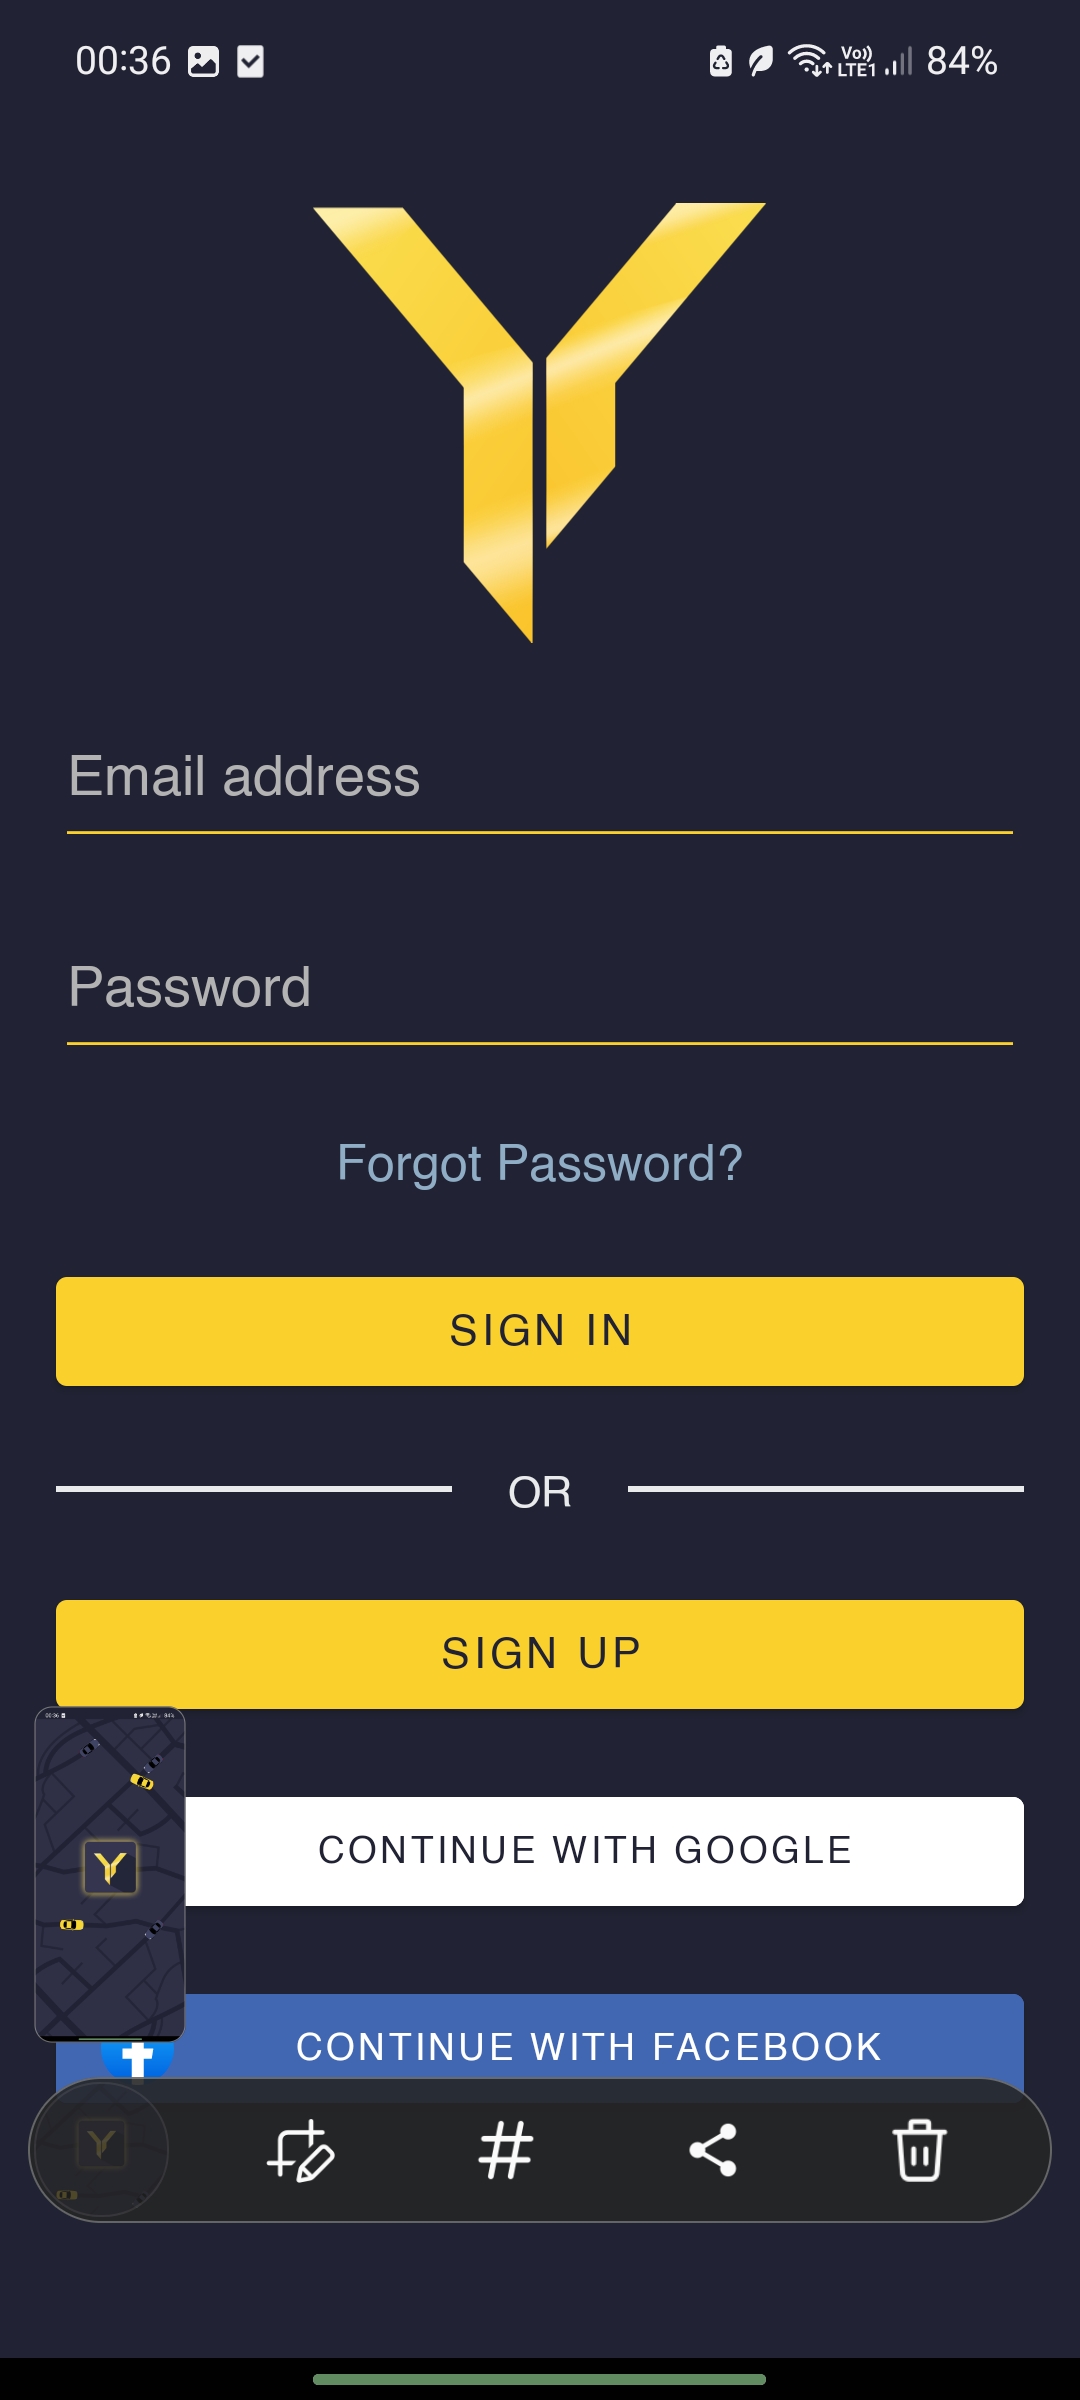 00:36
Vo))
LTE1
84%
Email address
Password
Forgot Password?
SIGN IN
OR
SIGN UP
CONTINUE WITH GOOGLE
CONTINUE WITH FACEBOOK